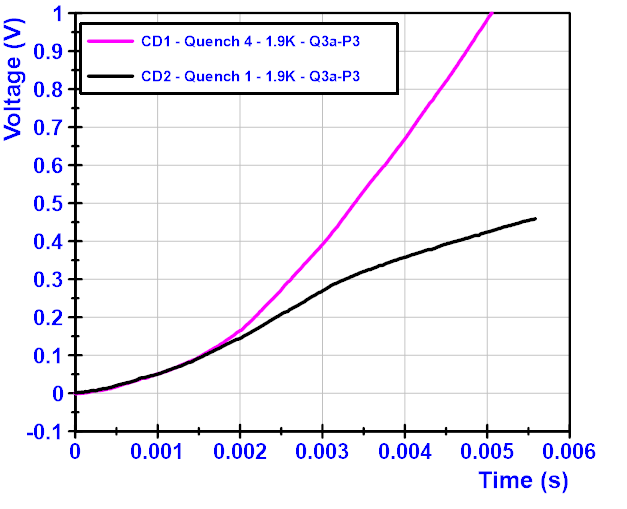 Voltage (V)
1
0.9
0.8
0.7
0.6
0.5
0.4
0.3
0.2
0.1
0
-0.1
CD1 - Quench 4 - 1.9K - Q3a-P3
CD2 - Quench 1 - 1.9K - Q3a-P3
0 0.001 0.002 0.003 0.004 0.005 0.006
Time (s)